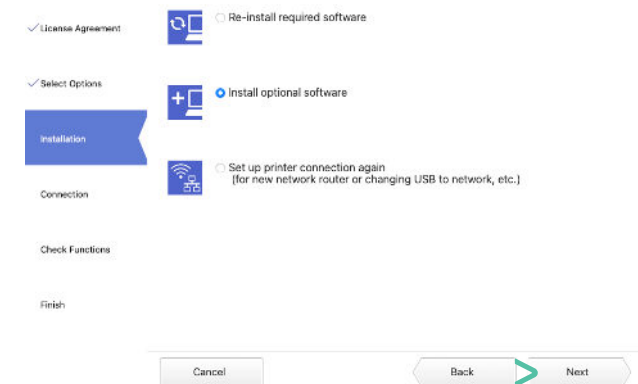 License Agreement
Select Options
Installation
Connection
Check Functions
Finish
Re-install required software
Install optional software
Set up printer connection again
(for new network router or changing USB to network, etc.)
Cancel
Back
Next